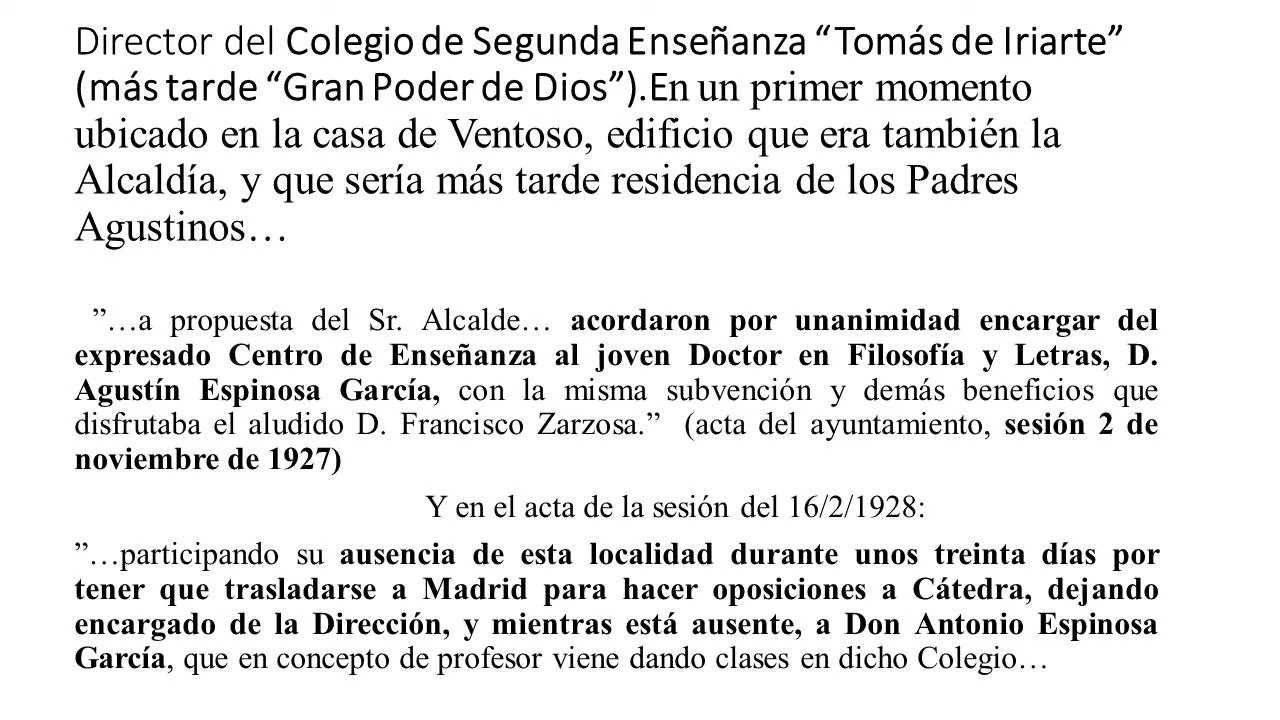 Director del Colegio de Segunda Enseñanza “Tomás de Iriarte”
(más tarde “Gran Poder de Dios”).En un primer momento
ubicado en la casa de Ventoso, edificio que era también la
Alcaldía, y que sería más tarde residencia de los Padres
Agustinos…
”…a propuesta del Sr. Alcalde… acordaron por unanimidad encargar del
expresado Centro de Enseñanza al joven Doctor en Filosofía y Letras, D.
Agustín Espinosa García, con la misma subvención y demás beneficios que
disfrutaba el aludido D. Francisco Zarzosa.” (acta del ayuntamiento, sesión 2 de
noviembre de 1927)
Y en el acta de la sesión del 16/2/1928:
”…participando su ausencia de esta localidad durante unos treinta días por
tener que trasladarse a Madrid para hacer oposiciones a Cátedra, dejando
encargado de la Dirección, y mientras está ausente, a Don Antonio Espinosa
García, que en concepto de profesor viene dando clases en dicho Colegio…